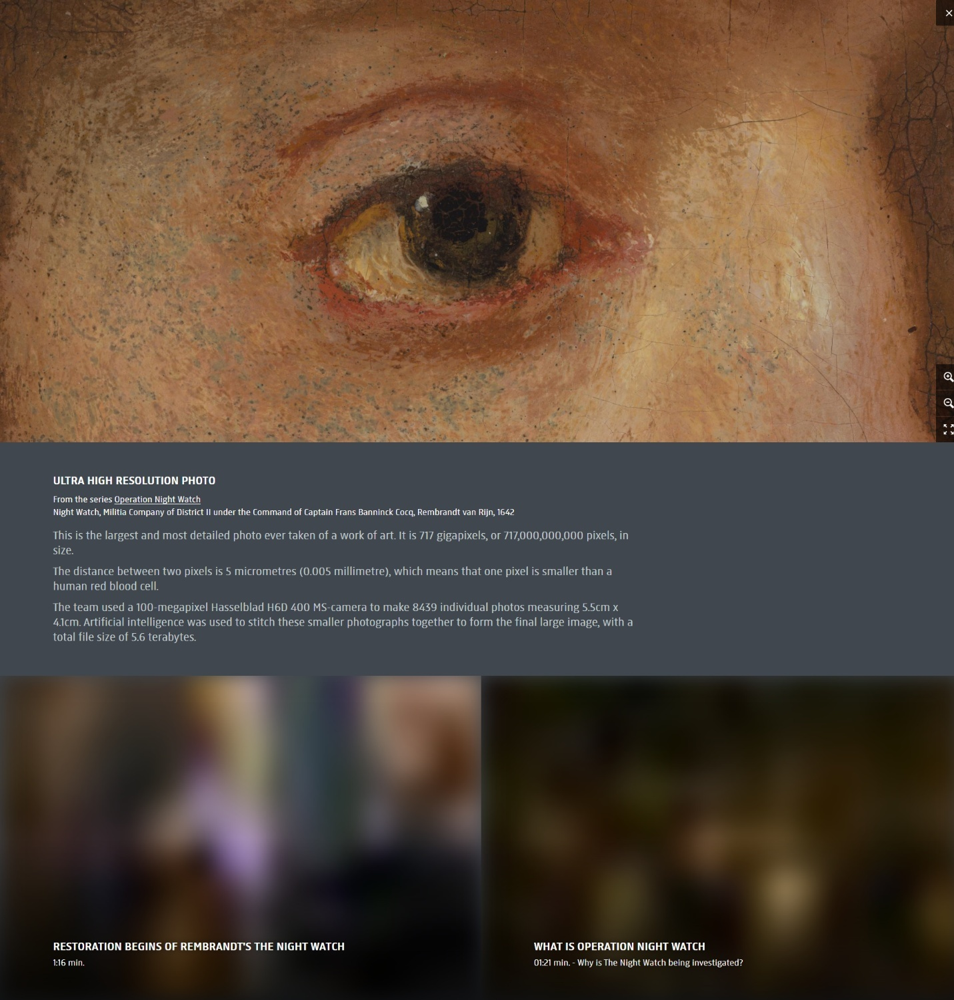 ULTRA HIGH RESOLUTION PHOTO
From the series Operation Night Watch
Night Watch, Militia Company of District II under the Command of Captain Frans Banninck Cocq, Rembrandt van Rijn, 1642
This is the largest and most detailed photo ever taken of a work of art. It is 717 gigapixels, or 717,000,000,000 pixels, in
size.
The distance between two pixels is 5 micrometres (0.005 millimetre), which means that one pixel is smaller than a
human red blood cell.
The team used a 100-megapixel Hasselblad H6D 400 MS-camera to make 8439 individual photos measuring 5.5cm x
4.1cm. Artificial intelligence was used to stitch these smaller photographs together to form the final large image, with a
total file size of 5.6 terabytes.
RESTORATION BEGINS OF REMBRANDT'S THE NIGHT WATCH
1:16 min.
WHAT IS OPERATION NIGHT WATCH
01:21 min. - Why is The Night Watch being investigated?